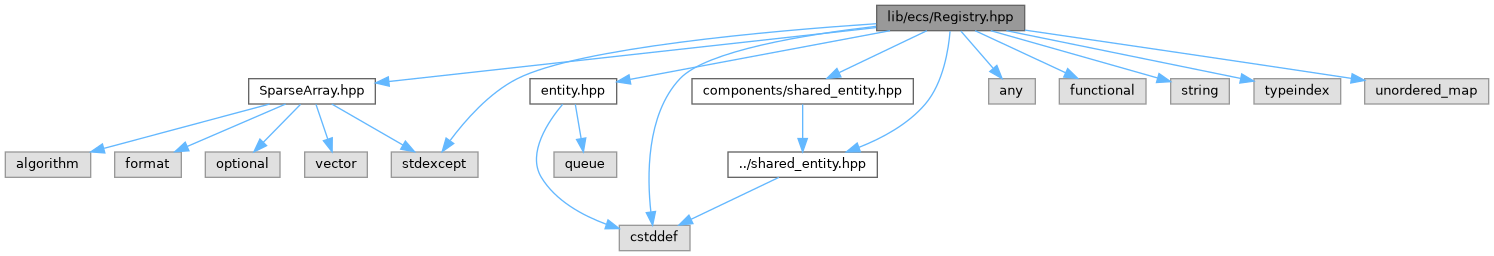 lib/ecs/Registry.hpp
SparseArray.hpp
entity.hpp
components/shared_entity.hpp
any
functional
string
typeindex
unordered_map
algorithm
format
optional
vector
stdexcept
queue
../shared_entity.hpp
cstddef